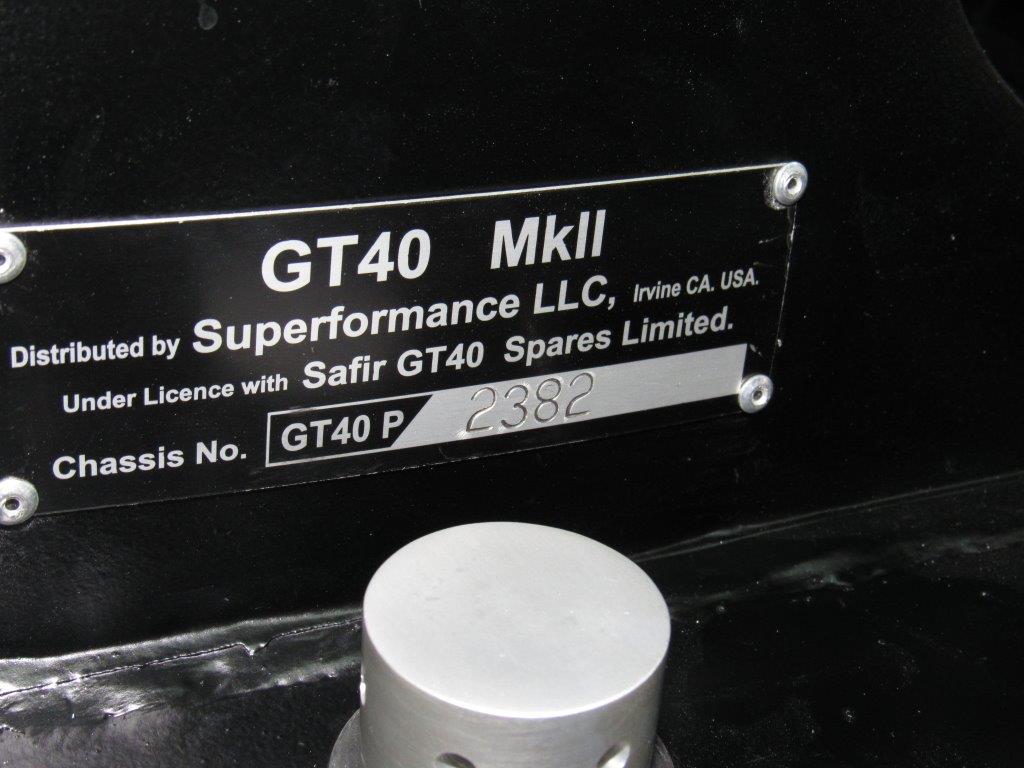 GT40 MkII
Distributed by Superformance LLC, Irvine CA. USA.
Under Licence with Safir GT40 Spares Limited.
Chassis No. GT40 P 2382